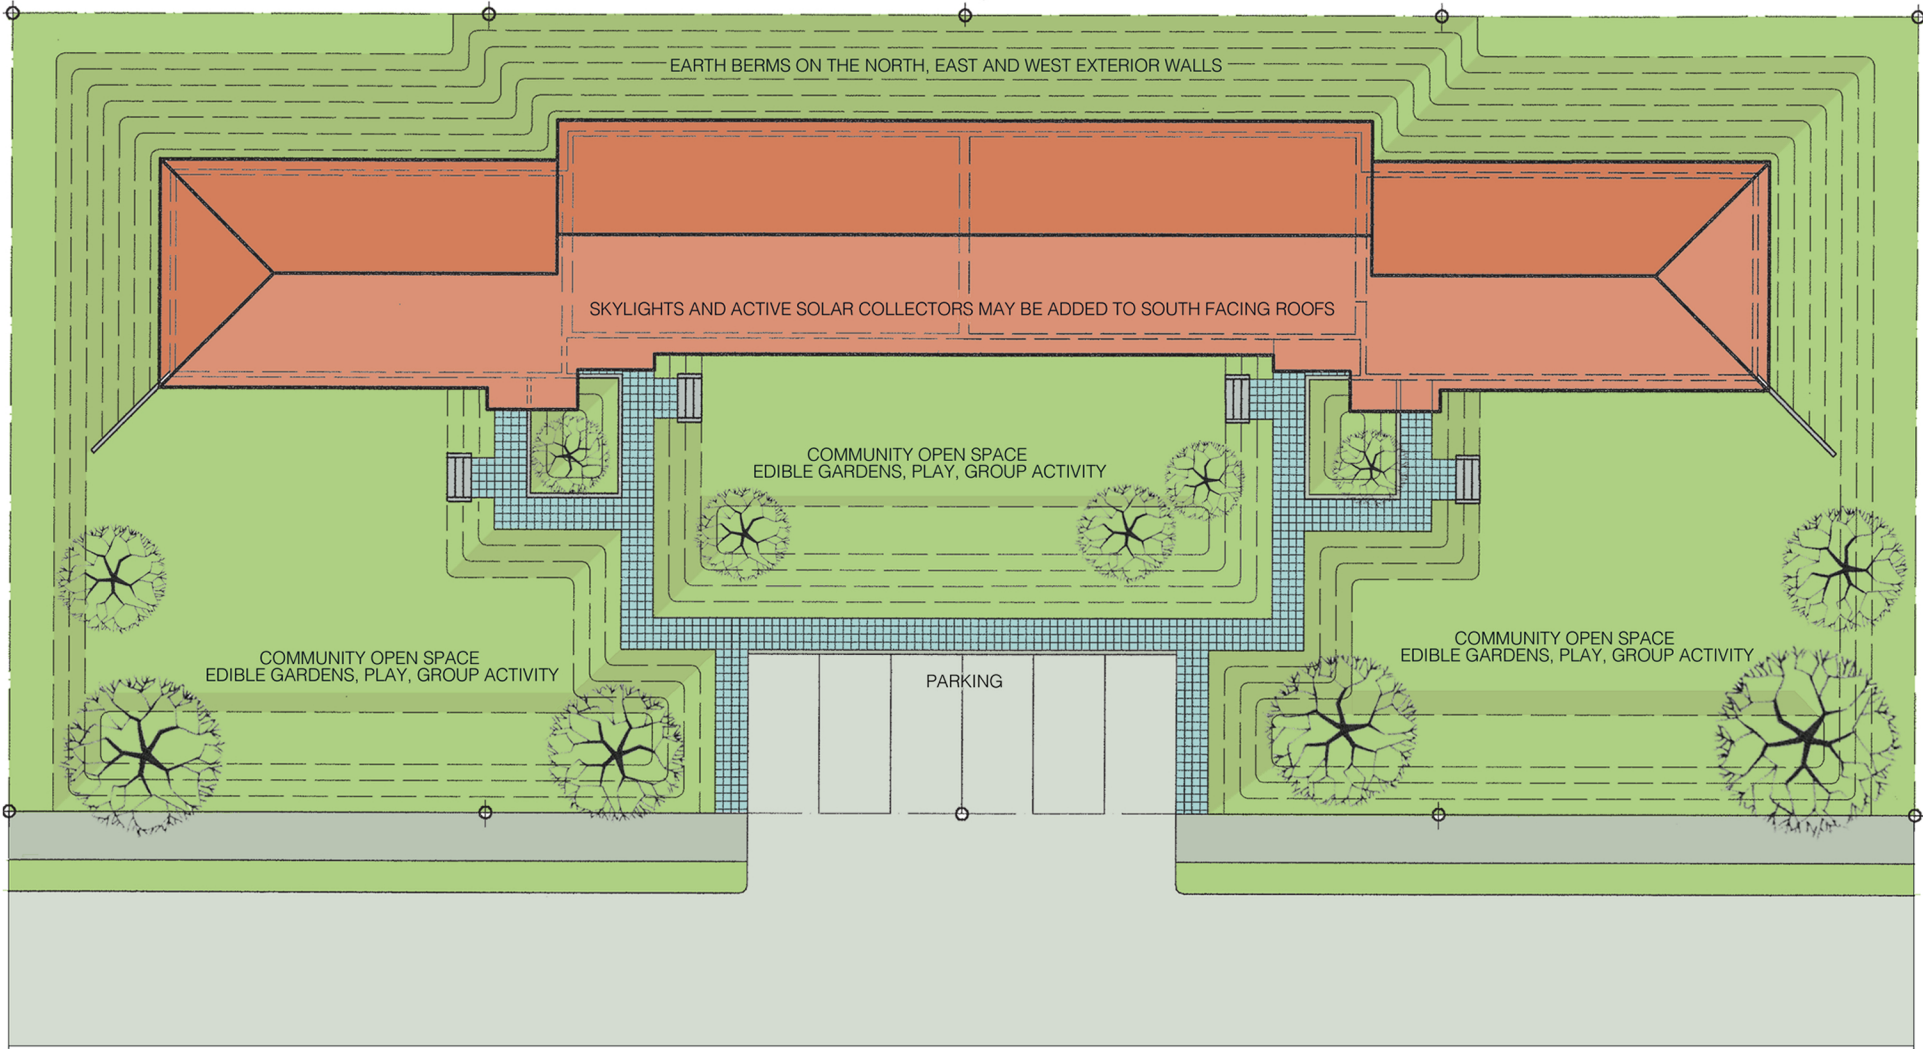 EARTH BERMS ON THE NORTH, EAST AND WEST EXTERIOR WALLS
SKYLIGHTS AND ACTIVE SOLAR COLLECTORS MAY BE ADDED TO SOUTH FACING ROOFS
COMMUNITY OPEN SPACE
EDIBLE GARDENS, PLAY, GROUP ACTIVITY
COMMUNITY OPEN SPACE
EDIBLE GARDENS, PLAY, GROUP ACTIVITY
COMMUNITY OPEN SPACE
EDIBLE GARDENS, PLAY, GROUP ACTIVITY
PARKING